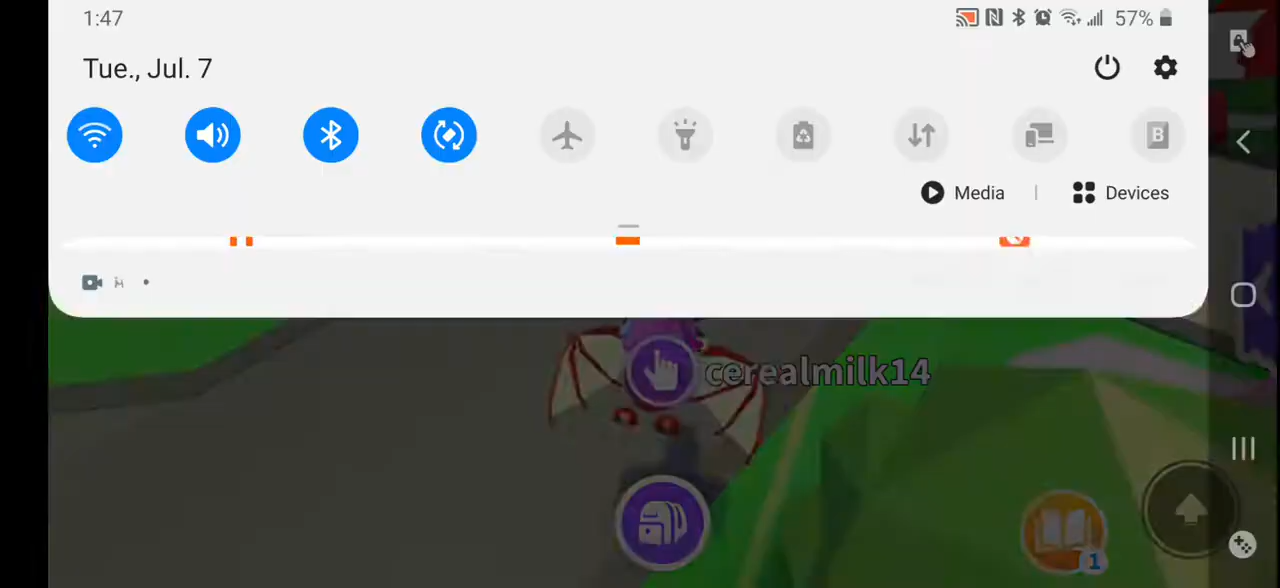 1:47
57%
Tue., Jul. 7
B
Media | Devices
cerealmilk14
1